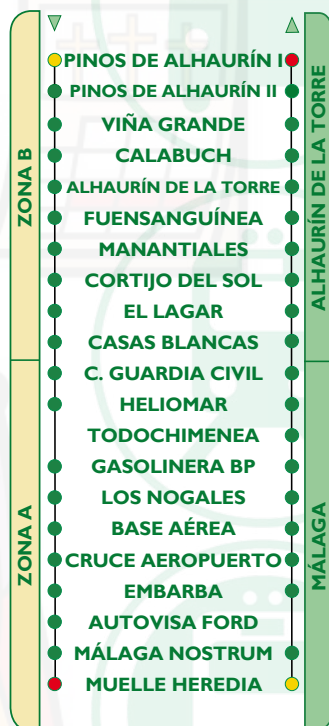 PINOS DE ALHAURÍN I
PINOS DE ALHAURÍN II
VIÑA GRANDE
CALABUCH
ALHAURÍN DE LA TORRE
FUENSANGUÍNEA
MANANTIALES
CORTIJO DEL SOL
EL LAGAR
CASAS BLANCAS
C. GUARDIA CIVIL
HELIOMAR
TODOCHIMENEA
GASOLINERA BP
LOS NOGALES
BASE AÉREA
CRUCE AEROPUERTO
EMBARBA
AUTOVISA FORD
MÁLAGA NOSTRUM
MUELLE HEREDIA
ZONA B
ZONA A
ALHAURÍN DE LA TORRE
MÁLAGA